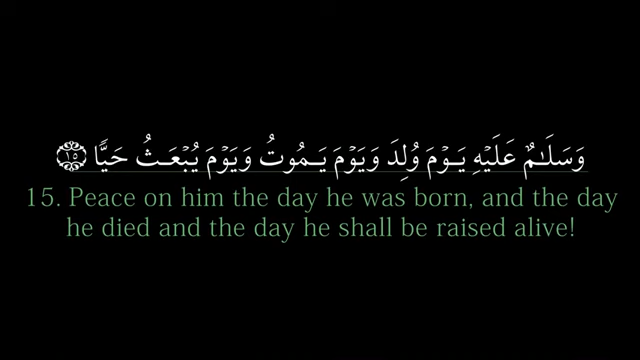 وَسَلَـٰمٌ عَلَيْهِ يَوْمَ وُلِدَ وَيَوْمَ يَمُوتُ وَيَوْمَ يُبْعَثُ حَيًّا ١٥
15. Peace on him the day he was born, and the day
he died and the day he shall be raised alive!